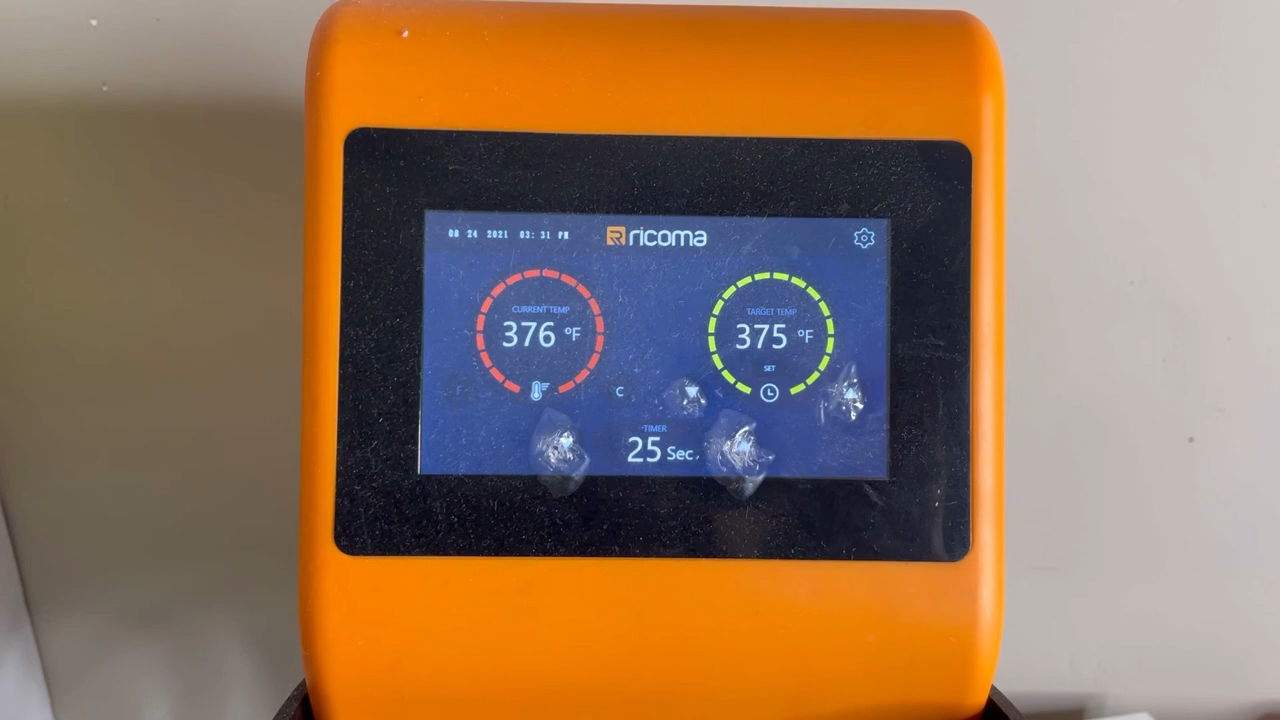 08 24 2021 03:31 PM
ricoma
CURRENT TEMP
376 °F
TARGET TEMP
375 °F
SET
F
C
TIMER
25 Sec.